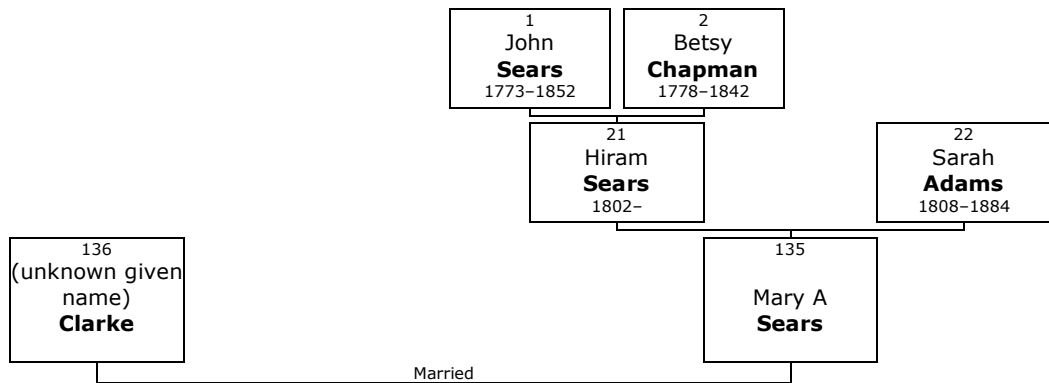 1
John
Sears
1773–1852
2
Betsy
Chapman
1778–1842
21
Hiram
Sears
1802–
22
Sarah
Adams
1808–1884
136
(unknown given
name)
Clarke
135
Mary A
Sears
Married